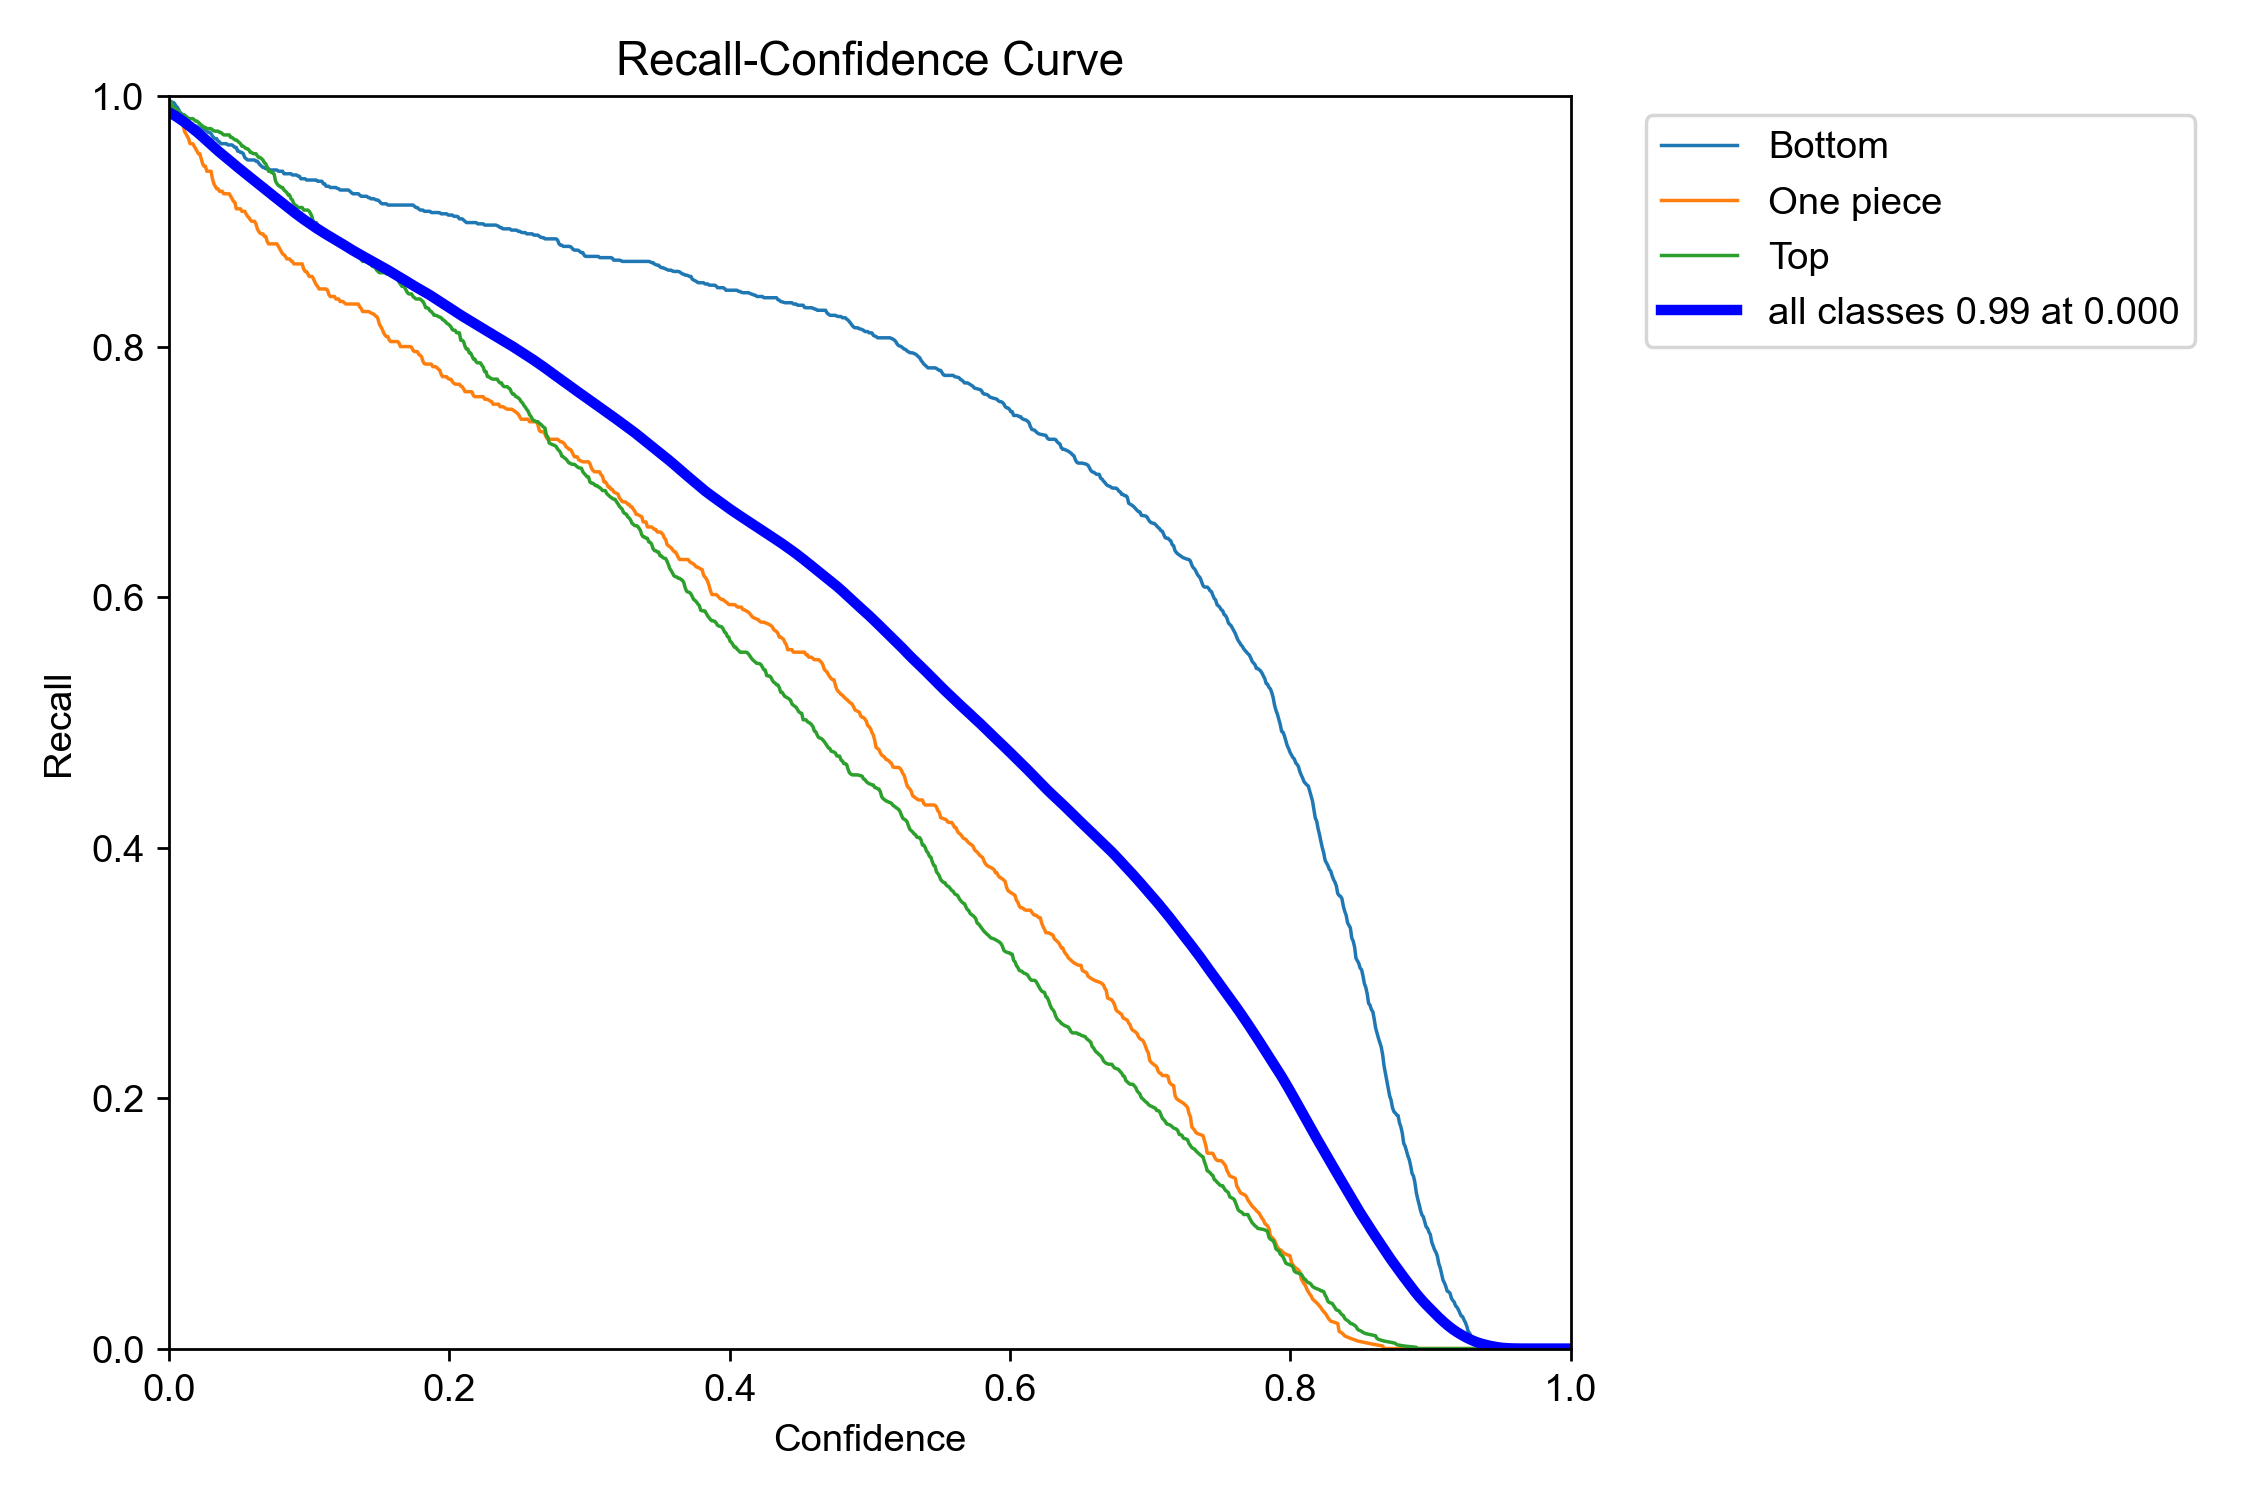 Recall-Confidence Curve
1.0
0.8
0.6
0.4
0.2
0.0
Recall
0.0 0.2 0.4 0.6 0.8 1.0
Confidence
Bottom
One piece
Top
all classes 0.99 at 0.000